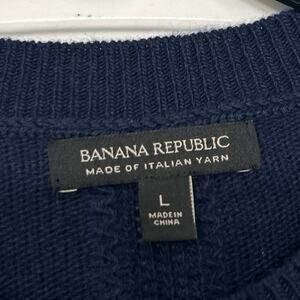 BANANA REPUBLIC
MADE OF ITALIAN YARN
L
MADE IN
CHINA